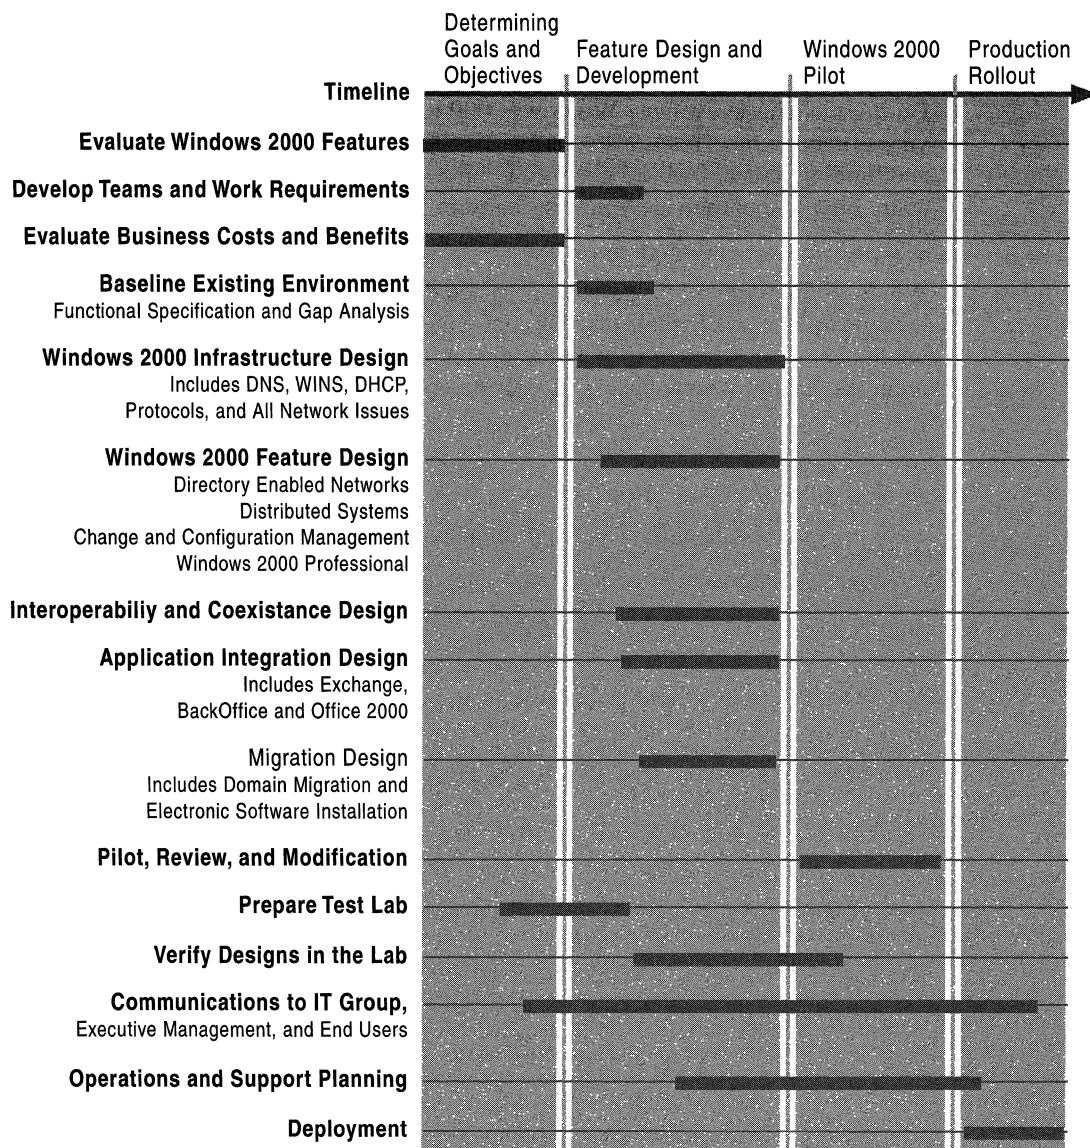 Determining
Goals and
Objectives
Feature Design and
Development
Windows 2000
Pilot
Production
Rollout
Timeline
Evaluate Windows 2000 Features
Develop Teams and Work Requirements
Evaluate Business Costs and Benefits
Baseline Existing Environment
Functional Specification and Gap Analysis
Windows 2000 Infrastructure Design
Includes DNS, WINS, DHCP,
Protocols, and All Network Issues
Windows 2000 Feature Design
Directory Enabled Networks
Distributed Systems
Change and Configuration Management
Windows 2000 Professional
Interoperabiliy and Coexistance Design
Application Integration Design
Includes Exchange,
BackOffice and Office 2000
Migration Design
Includes Domain Migration and
Electronic Software Installation
Pilot, Review, and Modification
Prepare Test Lab
Verify Designs in the Lab
Communications to IT Group,
Executive Management, and End Users
Operations and Support Planning
Deployment